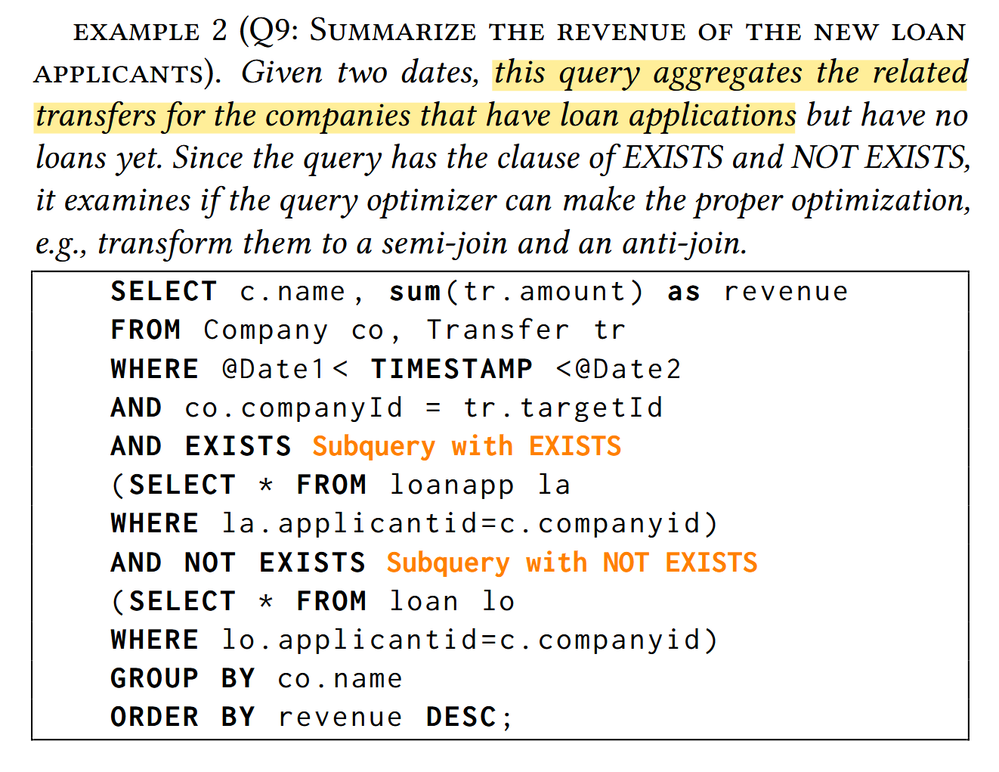 EXAMPLE 2 (Q9: SUMMARIZE THE REVENUE OF THE NEW LOAN
APPLICANTS). Given two dates, this query aggregates the related
transfers for the companies that have loan applications but have no
loans yet. Since the query has the clause of EXISTS and NOT EXISTS,
it examines if the query optimizer can make the proper optimization,
e.g., transform them to a semi-join and an anti-join.
SELECT c.name, sum(tr.amount) as revenue
FROM Company co, Transfer tr
WHERE @Date1< TIMESTAMP <@Date2
AND co.companyId = tr.targetId
AND EXISTS Subquery with EXISTS
(SELECT * FROM loanapp la
WHERE la.applicantid=c.companyid)
AND NOT EXISTS Subquery with NOT EXISTS
(SELECT * FROM loan lo
WHERE lo.applicantid=c.companyid)
GROUP BY co.name
ORDER BY revenue DESC;